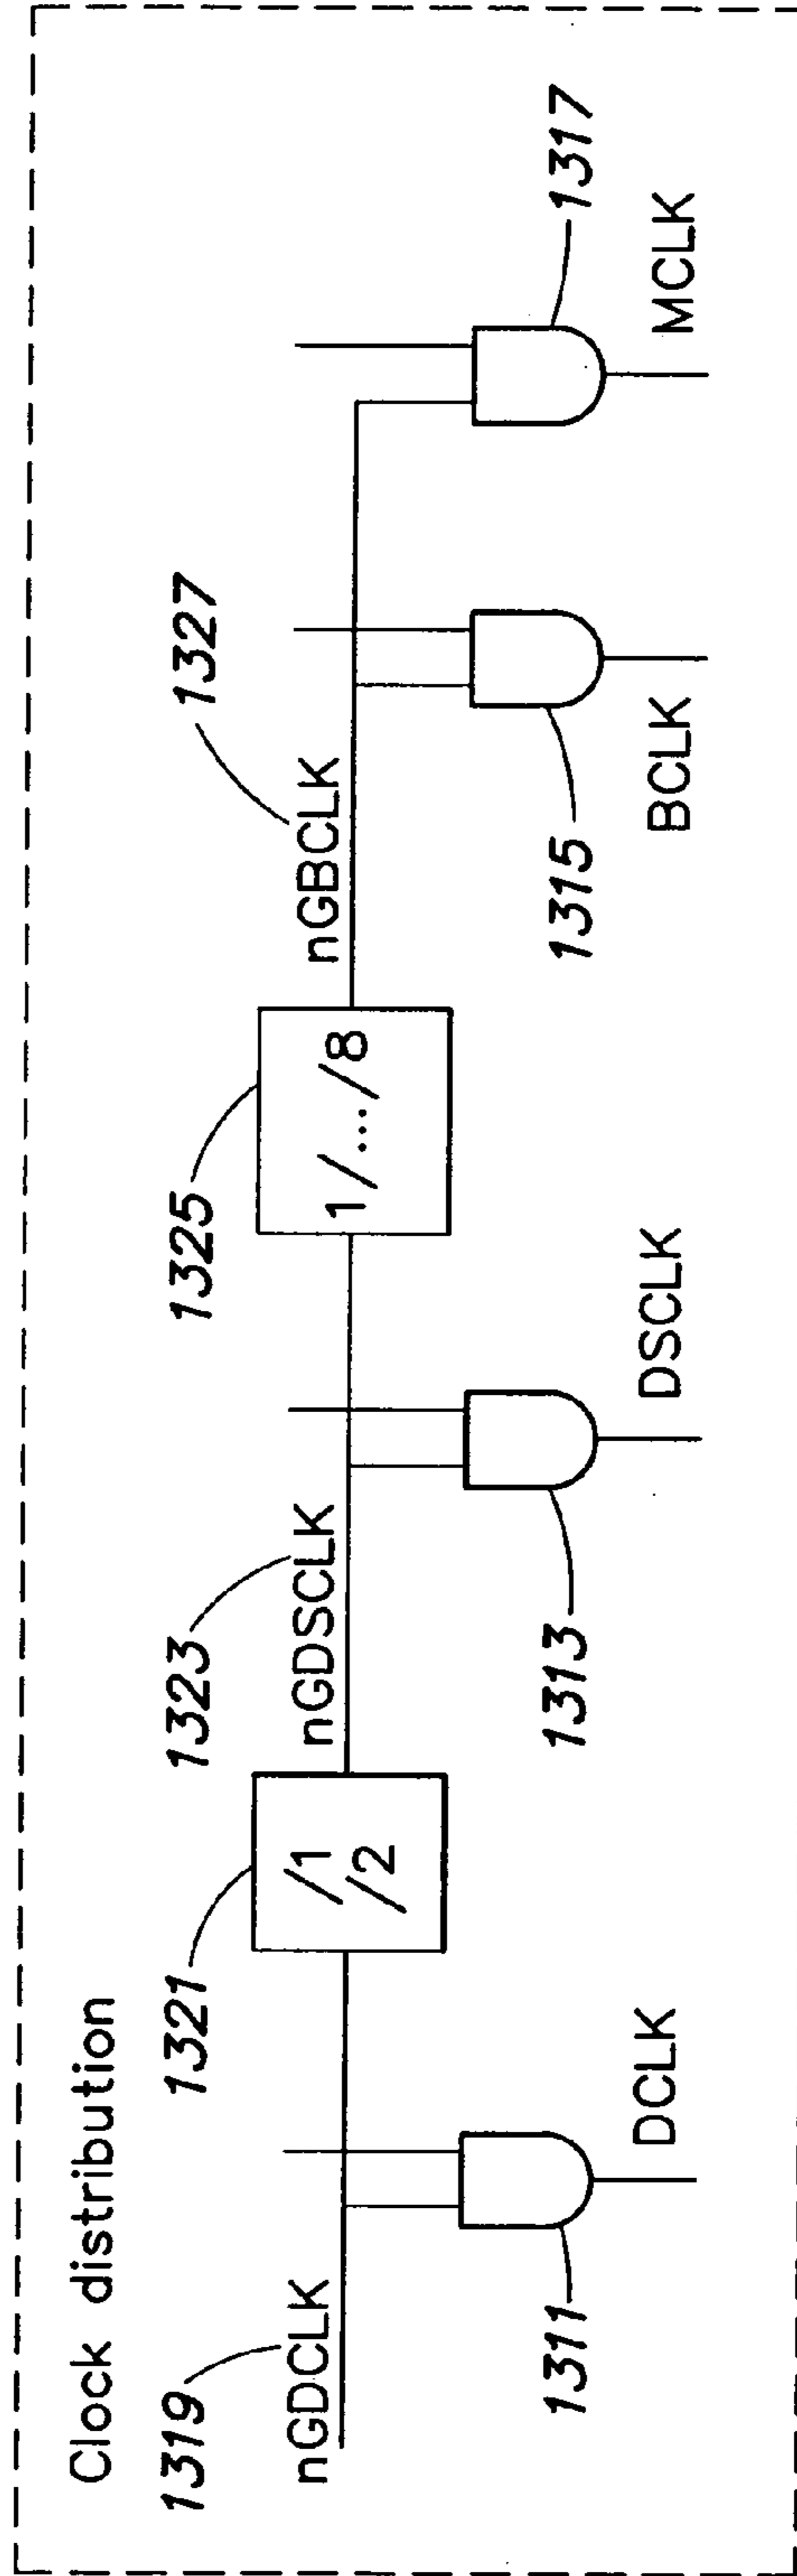 Clock distribution
1319
nGDCLK
1311
DCLK
1321
/1
/2
1323
nGDSCLK
1313
DSCLK
1325
1/.../8
1327
nGBCLK
1315
BCLK
1317
MCLK